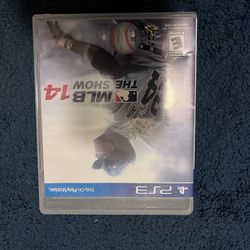 PS3
Only On PlayStation
MLB 14
THE SHOW
E